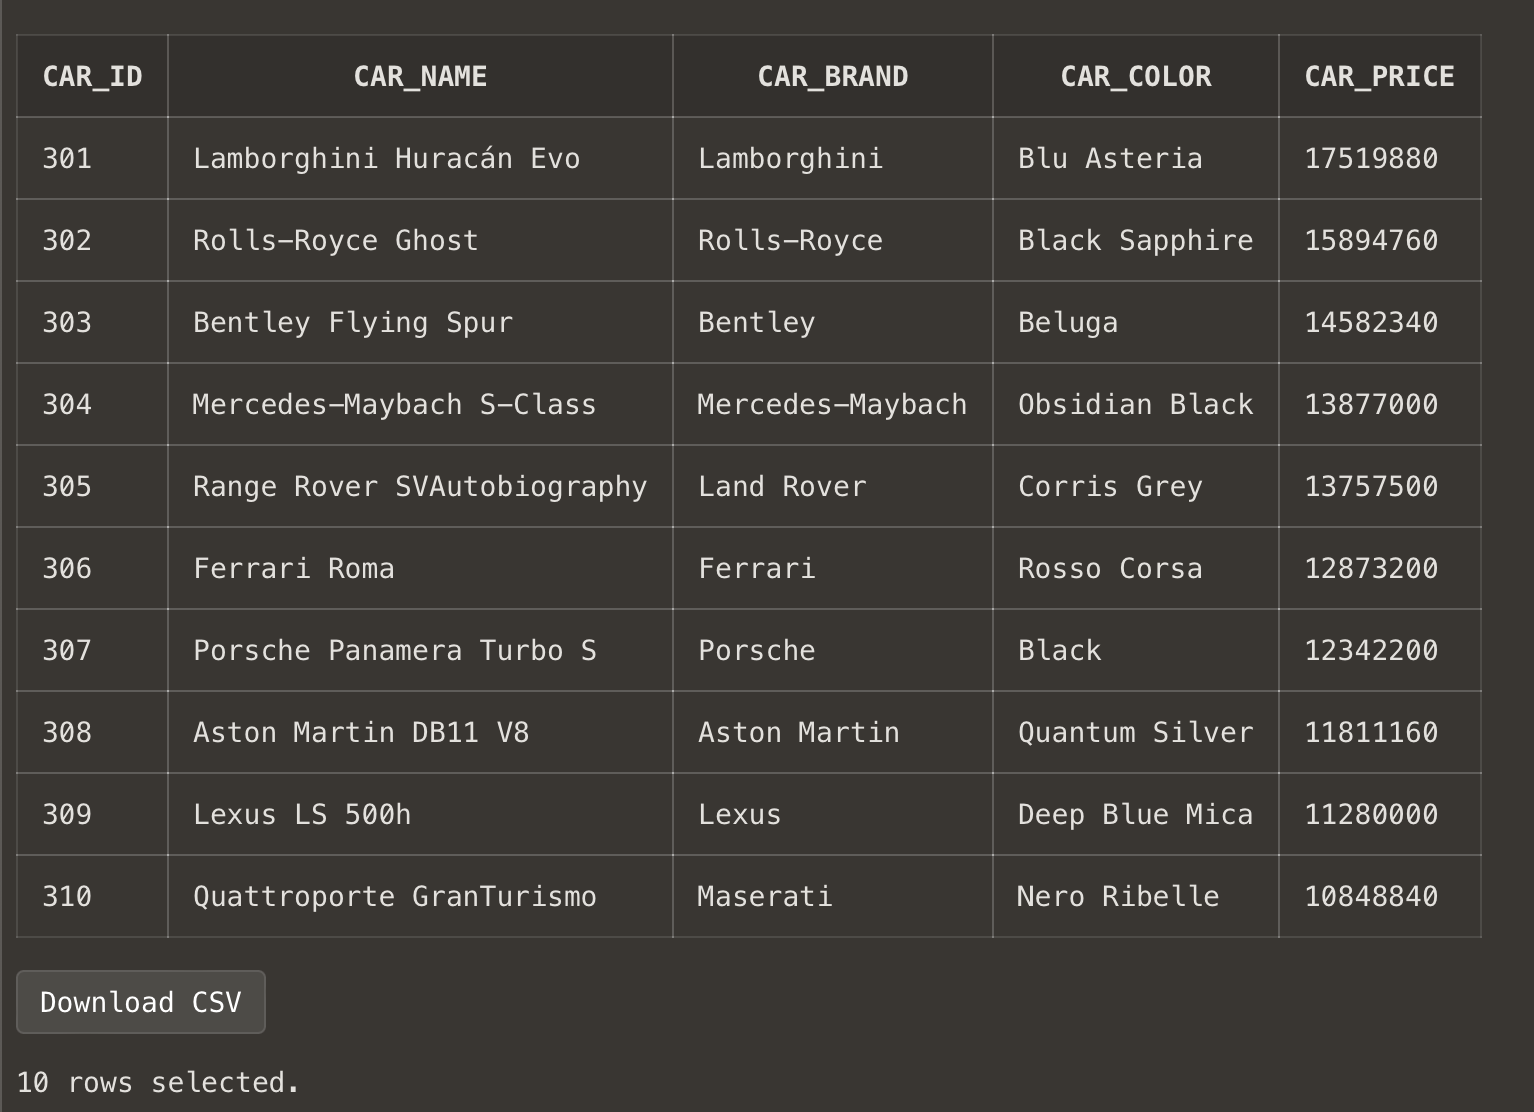 CAR_ID CAR_NAME CAR_BRAND CAR_COLOR CAR_PRICE
301 Lamborghini Huracán Evo Lamborghini Blu Asteria 17519880
302 Rolls-Royce Ghost Rolls-Royce Black Sapphire 15894760
303 Bentley Flying Spur Bentley Beluga 14582340
304 Mercedes-Maybach S-Class Mercedes-Maybach Obsidian Black 13877000
305 Range Rover SVAutobiography Land Rover Corris Grey 13757500
306 Ferrari Roma Ferrari Rosso Corsa 12873200
307 Porsche Panamera Turbo S Porsche Black 12342200
308 Aston Martin DB11 V8 Aston Martin Quantum Silver 11811160
309 Lexus LS 500h Lexus Deep Blue Mica 11280000
310 Quattroporte GranTurismo Maserati Nero Ribelle 10848840
Download CSV
10 rows selected.